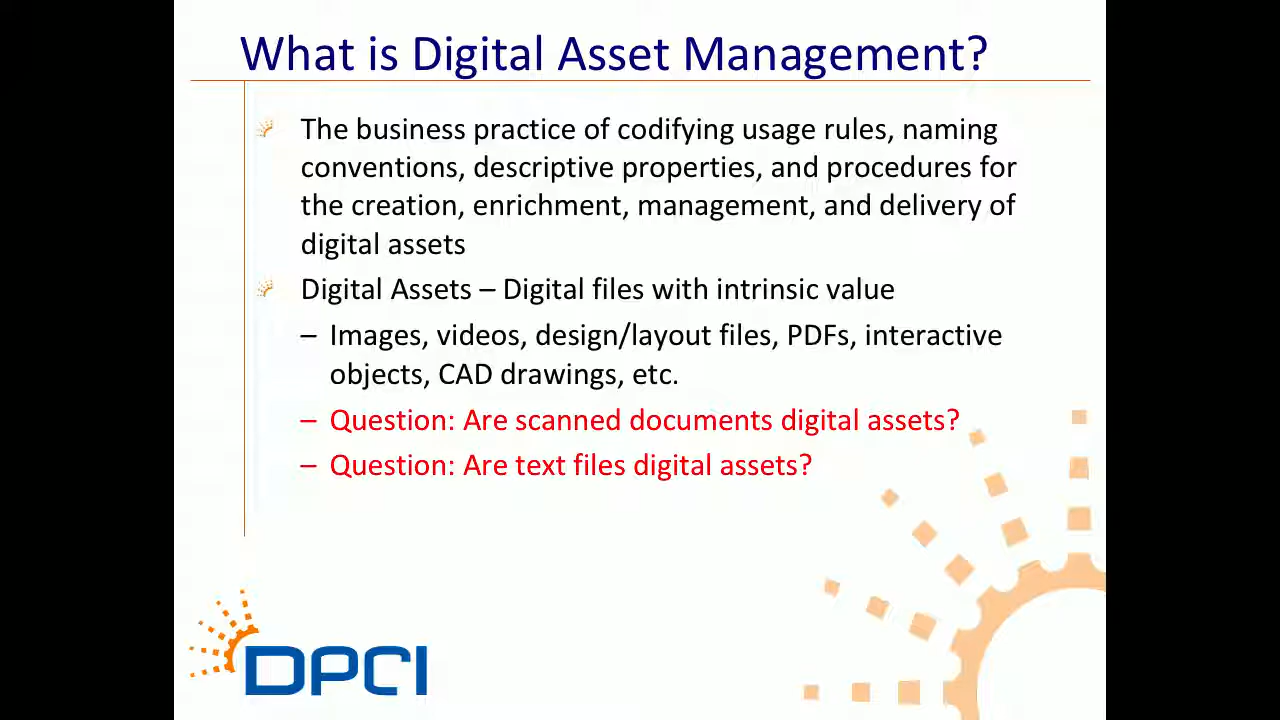 What is Digital Asset Management?
The business practice of codifying usage rules, naming
conventions, descriptive properties, and procedures for
the creation, enrichment, management, and delivery of
digital assets
Digital Assets – Digital files with intrinsic value
– Images, videos, design/layout files, PDFs, interactive
objects, CAD drawings, etc.
– Question: Are scanned documents digital assets?
– Question: Are text files digital assets?
DPCI